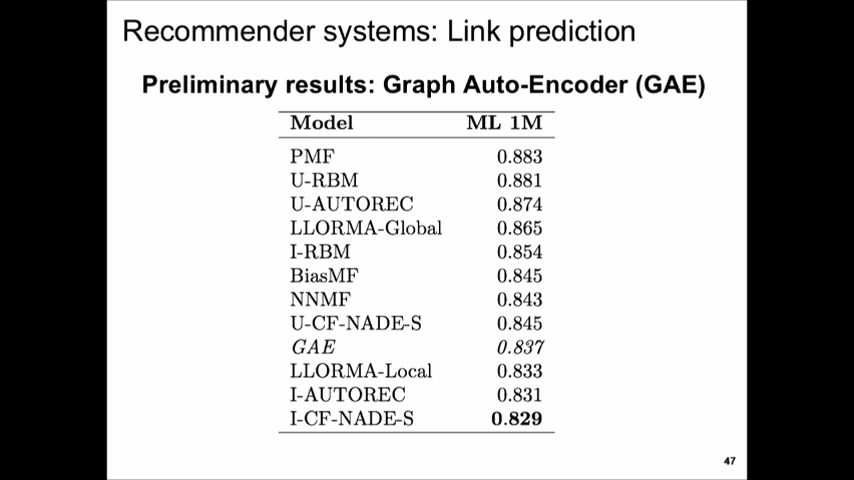 Recommender systems: Link prediction
Preliminary results: Graph Auto-Encoder (GAE)
Model ML 1M
PMF 0.883
U-RBM 0.881
U-AUTOREC 0.874
LLORMA-Global 0.865
I-RBM 0.854
BiasMF 0.845
NNMF 0.843
U-CF-NADE-S 0.845
GAE 0.837
LLORMA-Local 0.833
I-AUTOREC 0.831
I-CF-NADE-S 0.829
47